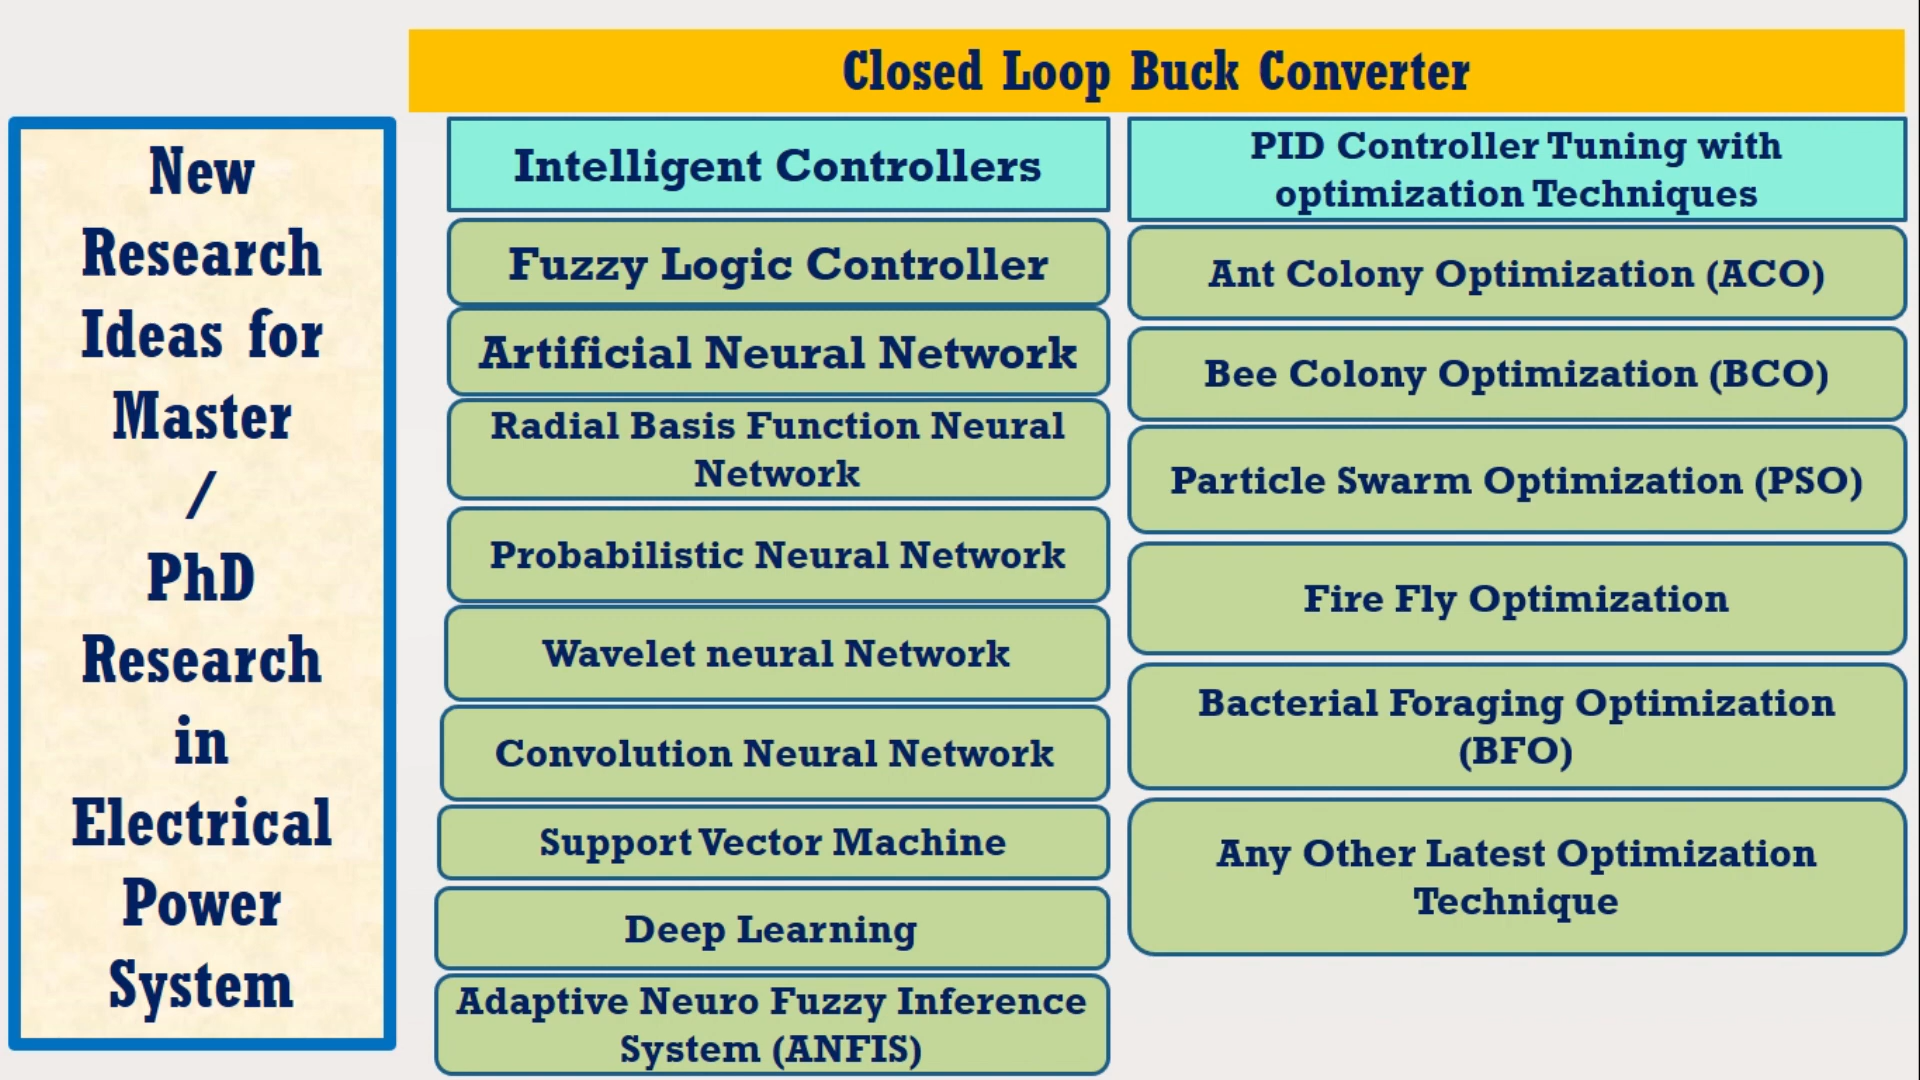 Closed Loop Buck Converter
New
Research
Ideas for
Master
/
PhD
Research
in
Electrical
Power
System
Intelligent Controllers
Fuzzy Logic Controller
Artificial Neural Network
Radial Basis Function Neural
Network
Probabilistic Neural Network
Wavelet neural Network
Convolution Neural Network
Support Vector Machine
Deep Learning
Adaptive Neuro Fuzzy Inference
System (ANFIS)
PID Controller Tuning with
optimization Techniques
Ant Colony Optimization (ACO)
Bee Colony Optimization (BCO)
Particle Swarm Optimization (PSO)
Fire Fly Optimization
Bacterial Foraging Optimization
(BFO)
Any Other Latest Optimization
Technique